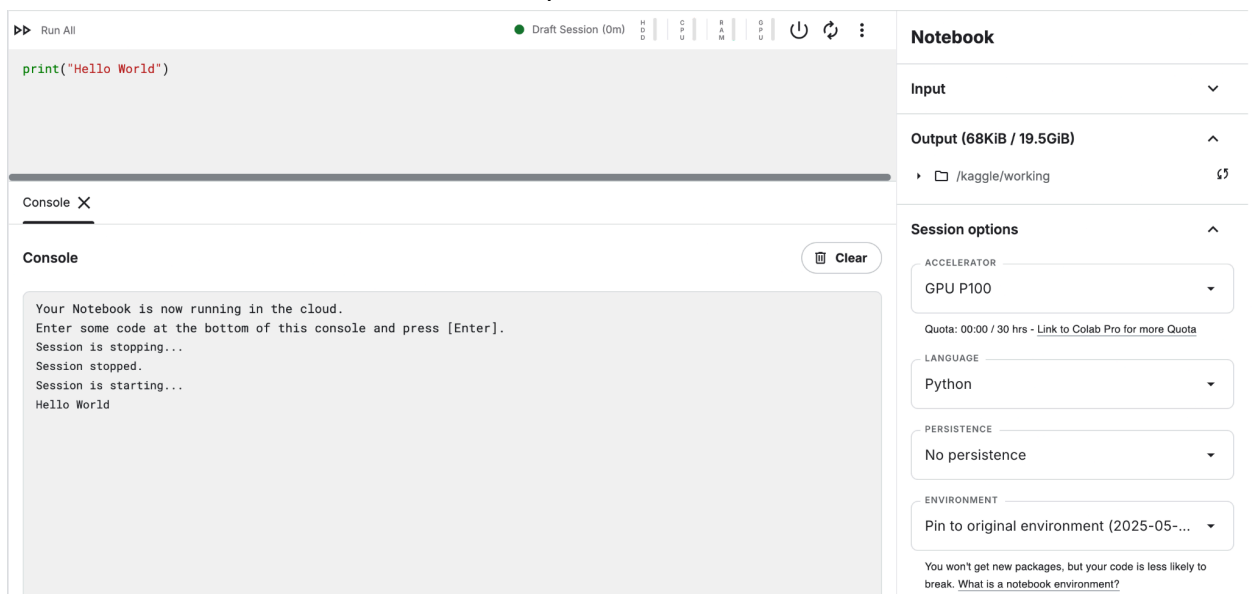 Run All
Draft Session (0m)
HDD
CPU
RAM
GPU
print("Hello World")
Console
Console
Clear
Your Notebook is now running in the cloud.
Enter some code at the bottom of this console and press [Enter].
Session is stopping...
Session stopped.
Session is starting...
Hello World
Notebook
Input
Output (68KiB / 19.5GiB)
/kaggle/working
Session options
ACCELERATOR
GPU P100
Quota: 00:00 / 30 hrs - Link to Colab Pro for more Quota
LANGUAGE
Python
PERSISTENCE
No persistence
ENVIRONMENT
Pin to original environment (2025-05-...
You won't get new packages, but your code is less likely to
break. What is a notebook environment?